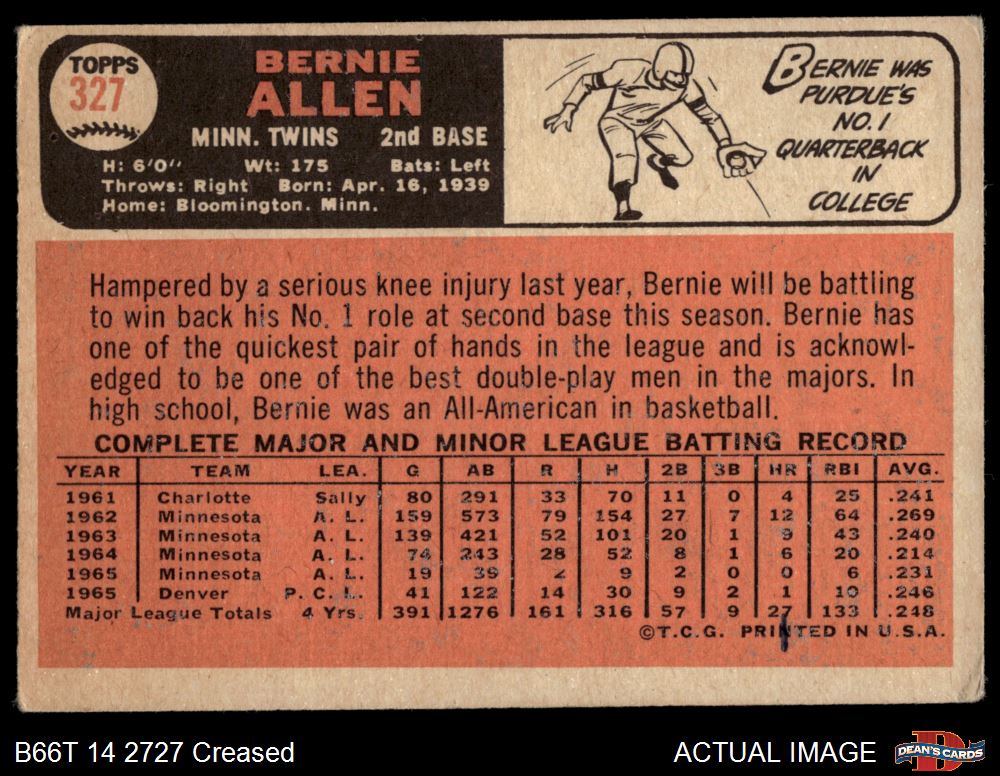 TOPPS
327
BERNIE
ALLEN
MINN. TWINS 2nd BASE
H: 6'0" Wt: 175 Bats: Left
Throws: Right Born: Apr. 16, 1939
Home: Bloomington. Minn.
BERNIE WAS
PURDUE'S
NO. 1
QUARTERBACK
IN
COLLEGE
Hampered by a serious knee injury last year, Bernie will be battling
to win back his No. 1 role at second base this season. Bernie has
one of the quickest pair of hands in the league and is acknowl-
edged to be one of the best double-play men in the majors. In
high school, Bernie was an All-American in basketball.
COMPLETE MAJOR AND MINOR LEAGUE BATTING RECORD
YEAR TEAM LEA. G AB R H 2B 3B HR RBI AVG.
1961 Charlotte Sally 80 291 33 70 11 0 4 25 .241
1962 Minnesota A. L. 159 573 79 154 27 7 12 64 .269
1963 Minnesota A. L. 139 421 52 101 20 1 9 43 .240
1964 Minnesota A. L. 74 243 28 52 8 1 6 20 .214
1965 Minnesota A. L. 19 39 2 9 2 0 0 6 .231
1965 Denver P. C. L. 41 122 14 30 9 2 1 10 .246
Major League Totals 4 Yrs. 391 1276 161 316 57 9 27 133 .248
©T.C.G. PRINTED IN U.S.A.
B66T 14 2727 Creased
ACTUAL IMAGE
D
DEAN'S CARDS